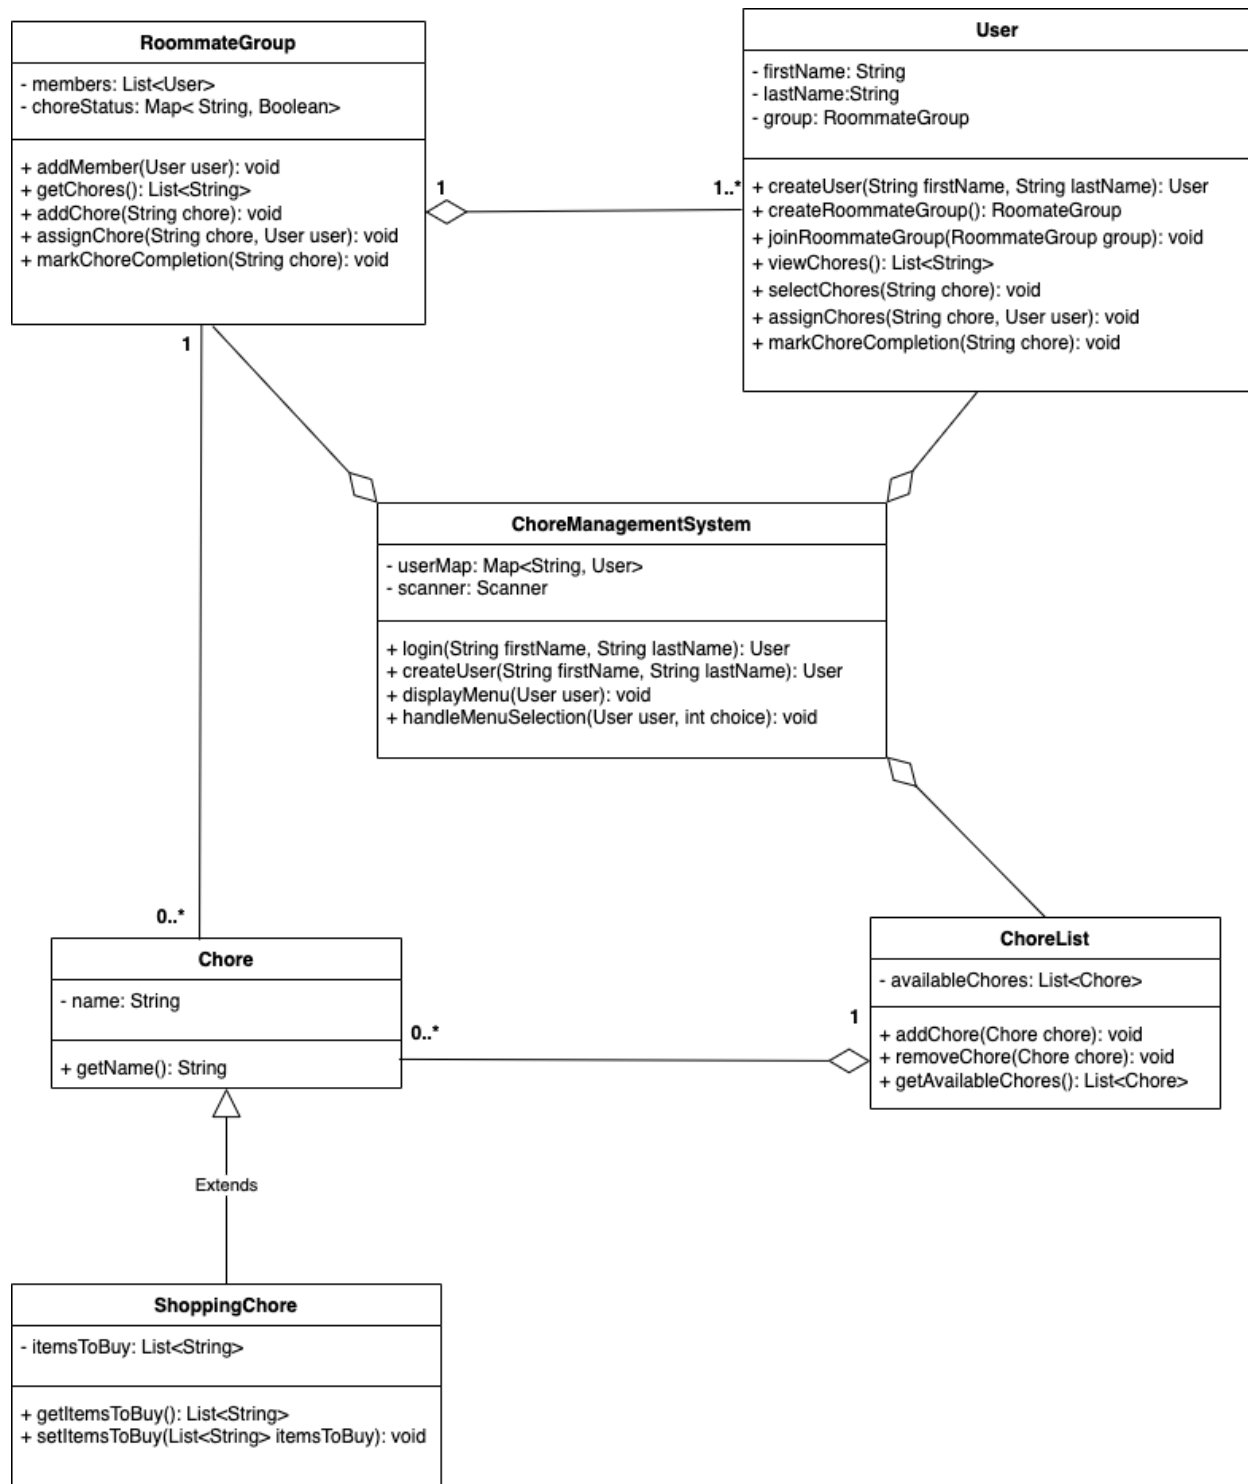 RoommateGroup
- members: List<User>
- choreStatus: Map< String, Boolean>
+ addMember(User user): void
+ getChores(): List<String>
+ addChore(String chore): void
+ assignChore(String chore, User user): void
+ markChoreCompletion(String chore): void
User
- firstName: String
- lastName:String
- group: RoommateGroup
+ createUser(String firstName, String lastName): User
+ createRoommateGroup(): RoomateGroup
+ joinRoommateGroup(RoommateGroup group): void
+ viewChores(): List<String>
+ selectChores(String chore): void
+ assignChores(String chore, User user): void
+ markChoreCompletion(String chore): void
1
1..*
1
ChoreManagementSystem
- userMap: Map<String, User>
- scanner: Scanner
+ login(String firstName, String lastName): User
+ createUser(String firstName, String lastName): User
+ displayMenu(User user): void
+ handleMenuSelection(User user, int choice): void
0..*
Chore
- name: String
+ getName(): String
0..*
1
ChoreList
- availableChores: List<Chore>
+ addChore(Chore chore): void
+ removeChore(Chore chore): void
+ getAvailableChores(): List<Chore>
Extends
ShoppingChore
- itemsToBuy: List<String>
+ getItemsToBuy(): List<String>
+ setItemsToBuy(List<String> itemsToBuy): void